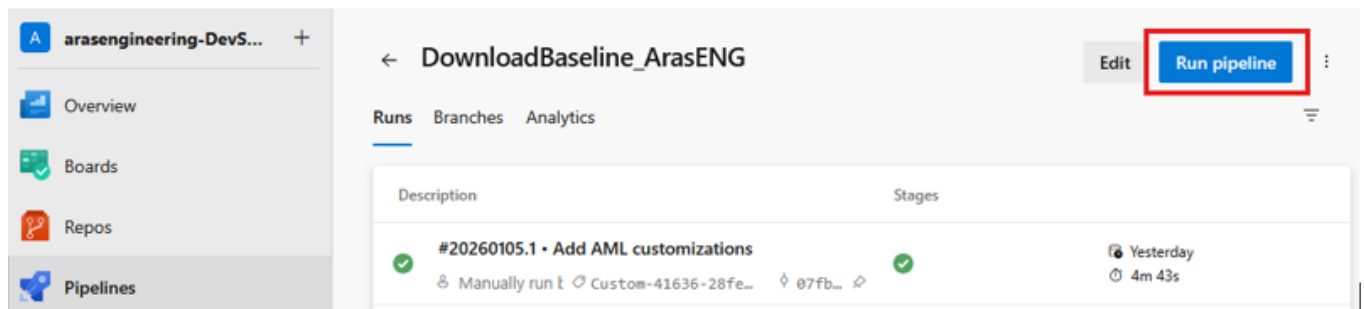 A arasengineering-DevS... +
Overview
Boards
Repos
Pipelines
← DownloadBaseline_ArasENG
Edit Run pipeline
Runs Branches Analytics
Description Stages
#20260105.1 • Add AML customizations
Manually run Custom-41636-28fe… 07fb…
Yesterday
4m 43s